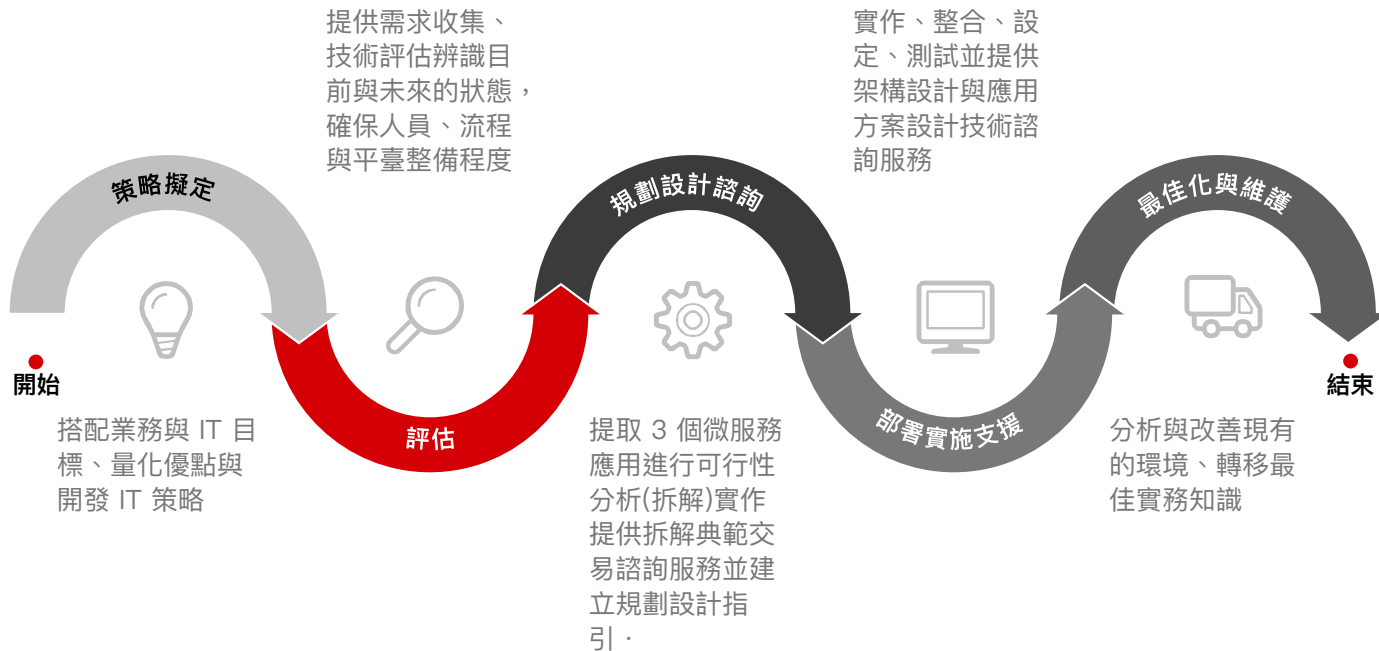 提供需求收集、
技術評估辨識目
前與未來的狀態，
確保人員、流程
與平臺整備程度
實作、整合、設
定、測試並提供
架構設計與應用
方案設計技術諮
詢服務
策略擬定
規劃設計諮詢
最佳化與維護
開始
結束
評估
部署實施支援
搭配業務與 IT 目
標、量化優點與
開發 IT 策略
提取 3 個微服務
應用進行可行性
分析(拆解)實作
提供拆解典範交
易諮詢服務並建
立規劃設計指
引．
分析與改善現有
的環境、轉移最
佳實務知識